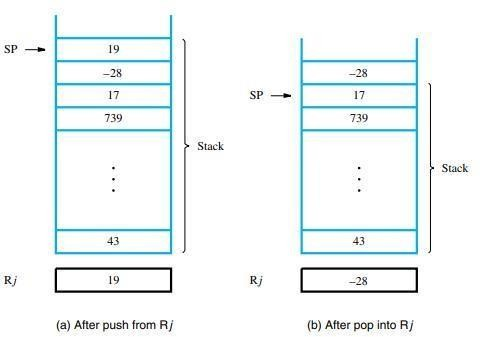 SP
19
–28
17
739
Stack
43
Rj
19
(a) After push from Rj
–28
SP
17
739
Stack
43
Rj
–28
(b) After pop into Rj